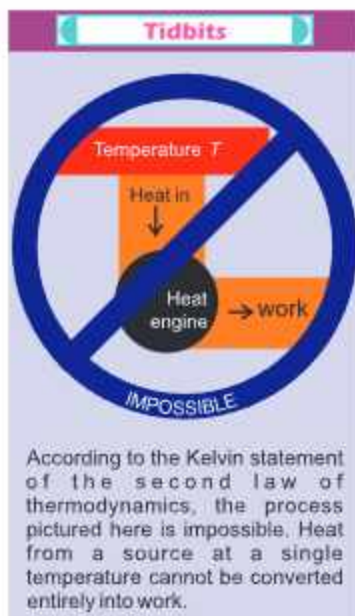 Tidbits
Temperature T
Heat in
Heat
engine
→ work
IMPOSSIBLE
According to the Kelvin statement
of the second law of
thermodynamics, the process
pictured here is impossible. Heat
from a source at a single
temperature cannot be converted
entirely into work.